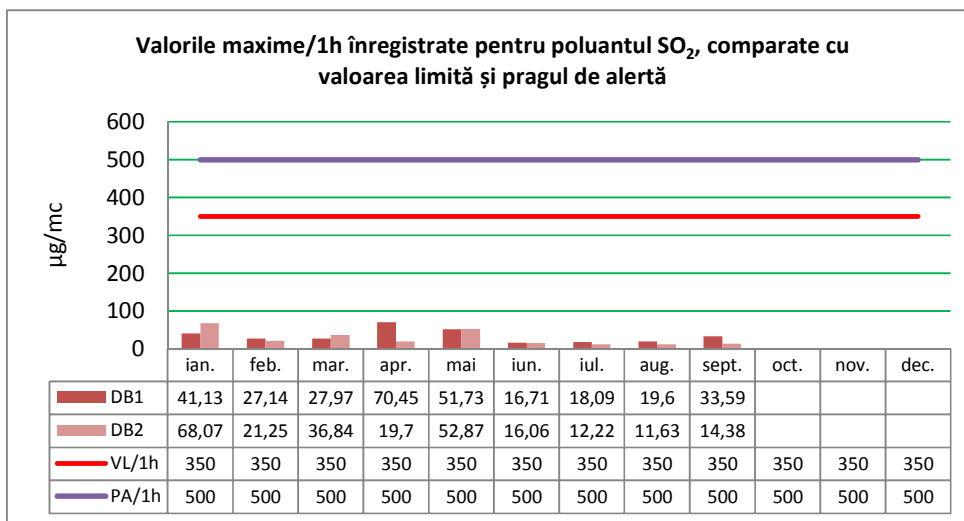 Valorile maxime/1h înregistrate pentru poluantul SO₂, comparate cu
valoarea limită și pragul de alertă
600
500
400
300
200
100
0
µg/mc
ian. feb. mar. apr. mai iun. iul. aug. sept. oct. nov. dec.
DB1 41,13 27,14 27,97 70,45 51,73 16,71 18,09 19,6 33,59
DB2 68,07 21,25 36,84 19,7 52,87 16,06 12,22 11,63 14,38
VL/1h 350 350 350 350 350 350 350 350 350 350 350 350
PA/1h 500 500 500 500 500 500 500 500 500 500 500 500